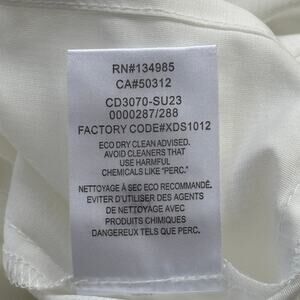 RN#134985
CA#50312
CD3070-SU23
0000287/288
FACTORY CODE#XDS1012
ECO DRY CLEAN ADVISED.
AVOID CLEANERS THAT
USE HARMFUL
CHEMICALS LIKE "PERC."
NETTOYAGE À SEC ECO RECOMMENDÉ.
EVITER D'UTILISER DES AGENTS
DE NETTOYAGE AVEC DES
PRODUITS CHIMIQUES
DANGEREUX TELS QUE PERC.